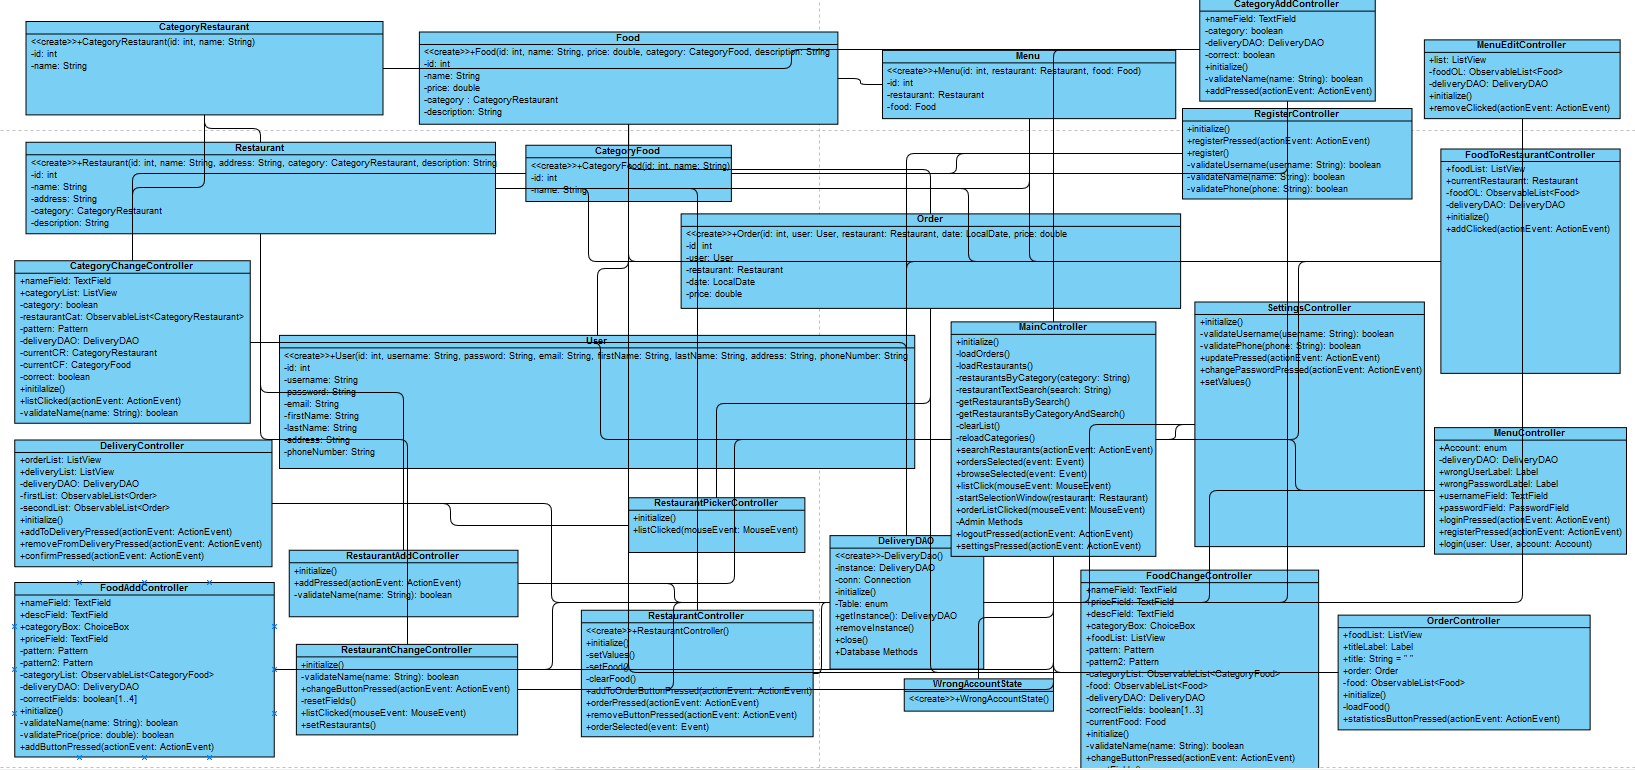 CategoryRestaurant
<<create>>+CategoryRestaurant(id: int, name: String)
-id: int
-name: String
Food
<<create>>+Food(id: int, name: String, price: double, category: CategoryFood, description: String)
-id: int
-name: String
-price: double
-category : CategoryRestaurant
-description: String
Menu
<<create>>+Menu(id: int, restaurant: Restaurant, food: Food)
-id: int
-restaurant: Restaurant
-food: Food
CategoryAddController
+nameField: TextField
-category: boolean
-deliveryDAO: DeliveryDAO
-correct: boolean
+initialize()
-validateName(name: String): boolean
+addPressed(actionEvent: ActionEvent)
MenuEditController
+list: ListView
-foodOL: ObservableList<Food>
-deliveryDAO: DeliveryDAO
+initialize()
+removeClicked(actionEvent: ActionEvent)
RegisterController
+initialize()
+registerPressed(actionEvent: ActionEvent)
+register()
-validateUsername(username: String): boolean
-validateName(name: String): boolean
-validatePhone(phone: String): boolean
Restaurant
<<create>>+Restaurant(id: int, name: String, address: String, category: CategoryRestaurant, description: String)
-id: int
-name: String
-address: String
-category: CategoryRestaurant
-description: String
CategoryFood
<<create>>+CategoryFood(id: int, name: String)
-id: int
-name: String
FoodToRestaurantController
+foodList: ListView
+currentRestaurant: Restaurant
-foodOL: ObservableList<Food>
-deliveryDAO: DeliveryDAO
+initialize()
+addClicked(actionEvent: ActionEvent)
Order
<<create>>+Order(id: int, user: User, restaurant: Restaurant, date: LocalDate, price: double
-id: int
-user: User
-restaurant: Restaurant
-date: LocalDate
-price: double
CategoryChangeController
+nameField: TextField
+categoryList: ListView
-category: boolean
-restaurantCat: ObservableList<CategoryRestaurant>
-pattern: Pattern
-deliveryDAO: DeliveryDAO
-currentCR: CategoryRestaurant
-currentCF: CategoryFood
-correct: boolean
+initilalize()
+listClicked(actionEvent: ActionEvent)
-validateName(name: String): boolean
User
<<create>>+User(id: int, username: String, password: String, email: String, firstName: String, lastName: String, address: String, phoneNumber: String)
-id: int
-username: String
-password: String
-email: String
-firstName: String
-lastName: String
-address: String
-phoneNumber: String
MainController
+initialize()
-loadOrders()
-loadRestaurants()
-restaurantsByCategory(category: String)
-restaurantTextSearch(search: String)
-getRestaurantsBySearch()
-getRestaurantsByCategoryAndSearch()
-clearList()
-reloadCategories()
+searchRestaurants(actionEvent: ActionEvent)
+ordersSelected(event: Event)
+browseSelected(event: Event)
+listClick(mouseEvent: MouseEvent)
-startSelectionWindow(restaurant: Restaurant)
+orderListClicked(mouseEvent: MouseEvent)
-Admin Methods
+logoutPressed(actionEvent: ActionEvent)
+settingsPressed(actionEvent: ActionEvent)
SettingsController
+initialize()
-validateUsername(username: String): boolean
-validatePhone(phone: String): boolean
+updatePressed(actionEvent: ActionEvent)
+changePasswordPressed(actionEvent: ActionEvent)
+setValues()
MenuController
+Account: enum
-deliveryDAO: DeliveryDAO
+wrongUserLabel: Label
+wrongPasswordLabel: Label
+usernameField: TextField
+passwordField: PasswordField
+loginPressed(actionEvent: ActionEvent)
+registerPressed(actionEvent: ActionEvent)
+login(user: User, account: Account)
DeliveryController
+orderList: ListView
+deliveryList: ListView
-deliveryDAO: DeliveryDAO
-firstList: ObservableList<Order>
-secondList: ObservableList<Order>
+initialize()
+addToDeliveryPressed(actionEvent: ActionEvent)
+removeFromDeliveryPressed(actionEvent: ActionEvent)
+confirmPressed(actionEvent: ActionEvent)
RestaurantPickerController
+initialize()
+listClicked(mouseEvent: MouseEvent)
DeliveryDAO
<<create>>-DeliveryDao()
-instance: DeliveryDAO
-conn: Connection
-initialize()
-Table: enum
+getInstance(): DeliveryDAO
+removeInstance()
+close()
+Database Methods
RestaurantAddController
+initialize()
+addPressed(actionEvent: ActionEvent)
-validateName(name: String): boolean
FoodAddController
+nameField: TextField
+descField: TextField
+categoryBox: ChoiceBox
+priceField: TextField
-pattern: Pattern
-pattern2: Pattern
-categoryList: ObservableList<CategoryFood>
-deliveryDAO: DeliveryDAO
-correctFields: boolean[1..4]
+initialize()
-validateName(name: String): boolean
-validatePrice(price: double): boolean
+addButtonPressed(actionEvent: ActionEvent)
RestaurantChangeController
+initialize()
-validateName(name: String): boolean
+changeButtonPressed(actionEvent: ActionEvent)
-resetFields()
+listClicked(mouseEvent: MouseEvent)
+setRestaurants()
RestaurantController
<<create>>+RestaurantController()
+initialize()
-setValues()
-setFood()
-clearFood()
+addToOrderButtonPressed(actionEvent: ActionEvent)
+orderPressed(actionEvent: ActionEvent)
+removeButtonPressed(actionEvent: ActionEvent)
+orderSelected(event: Event)
WrongAccountState
<<create>>+WrongAccountState()
FoodChangeController
+nameField: TextField
+priceField: TextField
+descField: TextField
+categoryBox: ChoiceBox
+foodList: ListView
-pattern: Pattern
-pattern2: Pattern
-categoryList: ObservableList<CategoryFood>
-food: ObservableList<Food>
-deliveryDAO: DeliveryDAO
-correctFields: boolean[1..3]
-currentFood: Food
+initialize()
-validateName(name: String): boolean
+changeButtonPressed(actionEvent: ActionEvent)
OrderController
+foodList: ListView
+titleLabel: Label
+title: String = " "
+order: Order
-food: ObservableList<Food>
+initialize()
-loadFood()
+statisticsButtonPressed(actionEvent: ActionEvent)